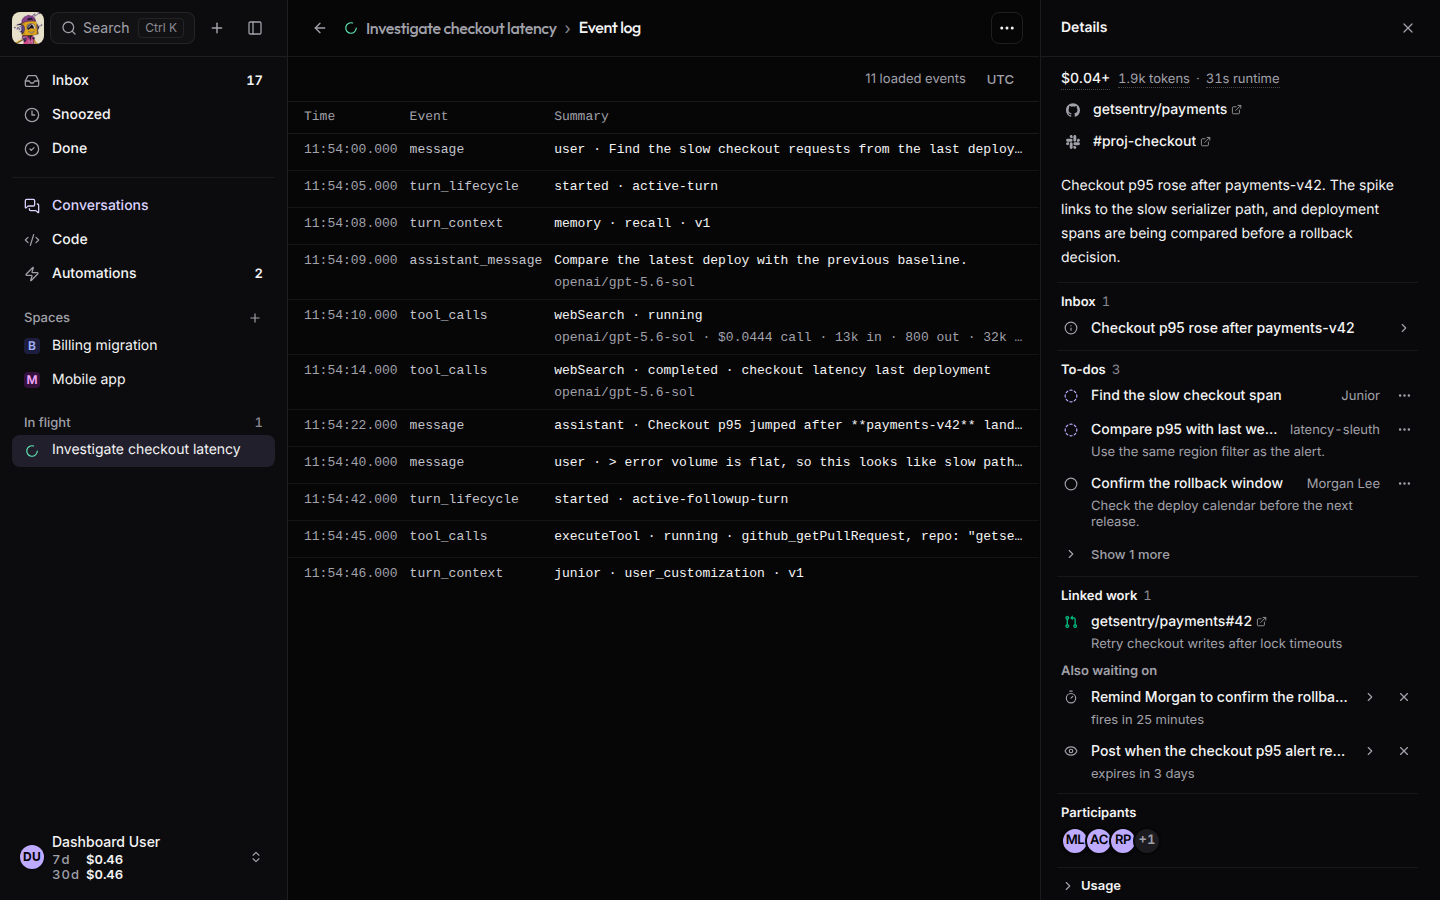 Search Ctrl K
Inbox 17
Snoozed
Done
Conversations
Code
Automations 2
Spaces
B Billing migration
M Mobile app
In flight 1
Investigate checkout latency
DU Dashboard User
7d $0.46
30d $0.46
Investigate checkout latency › Event log
11 loaded events UTC
Time Event Summary
11:54:00.000 message user · Find the slow checkout requests from the last deploy…
11:54:05.000 turn_lifecycle started · active-turn
11:54:08.000 turn_context memory · recall · v1
11:54:09.000 assistant_message Compare the latest deploy with the previous baseline.
openai/gpt-5.6-sol
11:54:10.000 tool_calls webSearch · running
openai/gpt-5.6-sol · $0.0444 call · 13k in · 800 out · 32k …
11:54:14.000 tool_calls webSearch · completed · checkout latency last deployment
openai/gpt-5.6-sol
11:54:22.000 message assistant · Checkout p95 jumped after **payments-v42** land…
11:54:40.000 message user · > error volume is flat, so this looks like slow path…
11:54:42.000 turn_lifecycle started · active-followup-turn
11:54:45.000 tool_calls executeTool · running · github_getPullRequest, repo: "getse…
11:54:46.000 turn_context junior · user_customization · v1
Details
$0.04+ 1.9k tokens · 31s runtime
getsentry/payments
#proj-checkout
Checkout p95 rose after payments-v42. The spike
links to the slow serializer path, and deployment
spans are being compared before a rollback
decision.
Inbox 1
Checkout p95 rose after payments-v42
To-dos 3
Find the slow checkout span Junior
Compare p95 with last we… latency-sleuth
Use the same region filter as the alert.
Confirm the rollback window Morgan Lee
Check the deploy calendar before the next
release.
Show 1 more
Linked work 1
getsentry/payments#42
Retry checkout writes after lock timeouts
Also waiting on
Remind Morgan to confirm the rollba…
fires in 25 minutes
Post when the checkout p95 alert re…
expires in 3 days
Participants
ML AC RP +1
Usage